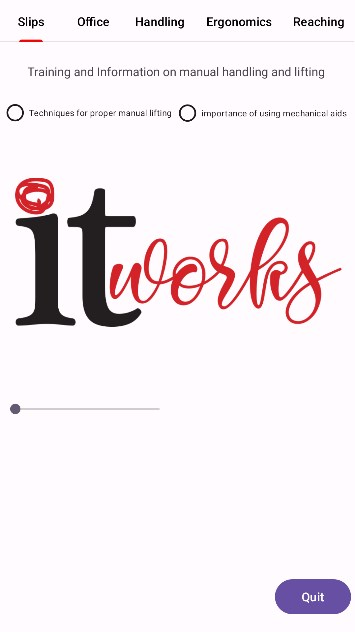 Slips Office Handling Ergonomics Reaching
Training and Information on manual handling and lifting
Techniques for proper manual lifting importance of using mechanical aids
it works
Quit